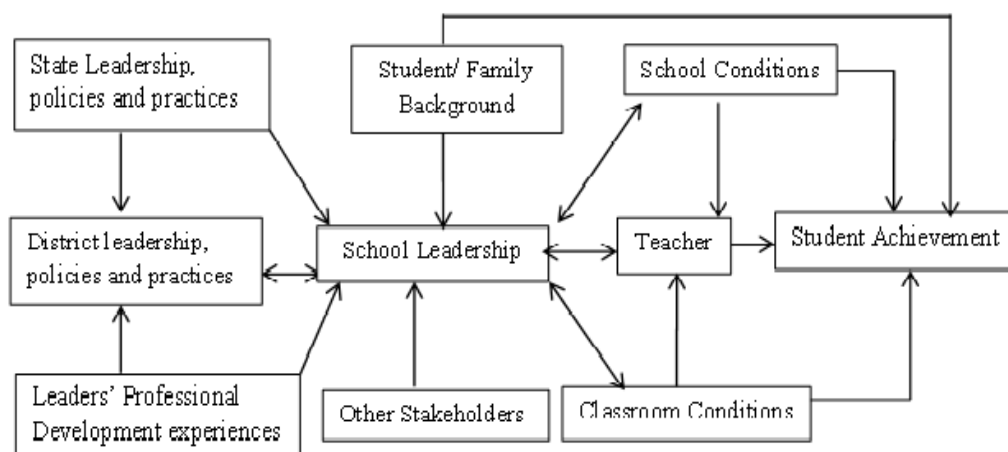 State Leadership,
policies and practices
Student/ Family
Background
School Conditions
District leadership,
policies and practices
School Leadership
Teacher
Student Achievement
Leaders' Professional
Development experiences
Other Stakeholders
Classroom Conditions